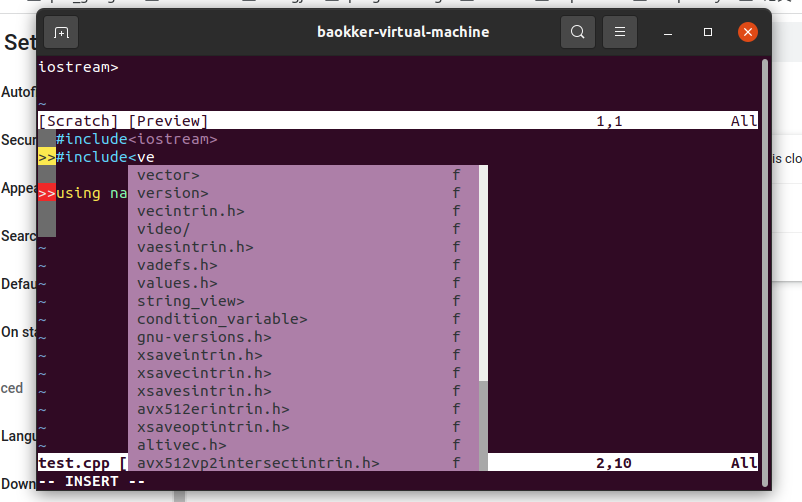 Set
baokker-virtual-machine
iostream>
Autof
~
[Scratch] [Preview] 1,1 All
#include<iostream>
Secur
>>#include<ve
is clo
vector> f
Appea
>>using na
version> f
vecintrin.h> f
video/ f
Searc
~ vaesintrin.h> f
~ vadefs.h> f
Defau
~ values.h> f
~ string_view> f
~ condition_variable> f
On sta
~ gnu-versions.h> f
~ xsaveintrin.h> f
~ xsavecintrin.h> f
ced
~ xsavesintrin.h> f
~ avx512erintrin.h> f
~ xsaveoptintrin.h> f
Langu
~ altivec.h> f
test.cpp [ avx512vp2intersectintrin.h> f 2,10 All
Down
-- INSERT --